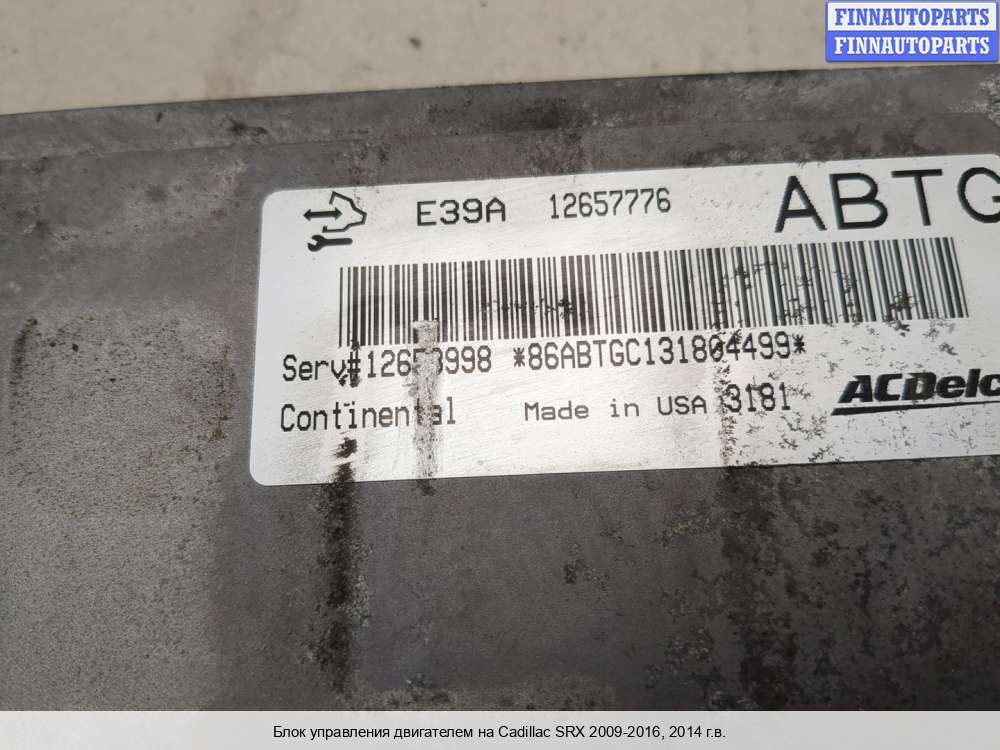 FINNAUTOPARTS
FINNAUTOPARTS
E39A 12657776 ABTG
*86ABTGC131804499*
Made in USA 3181
ACDelc
Блок управления двигателем на Cadillac SRX 2009-2016, 2014 г.в.